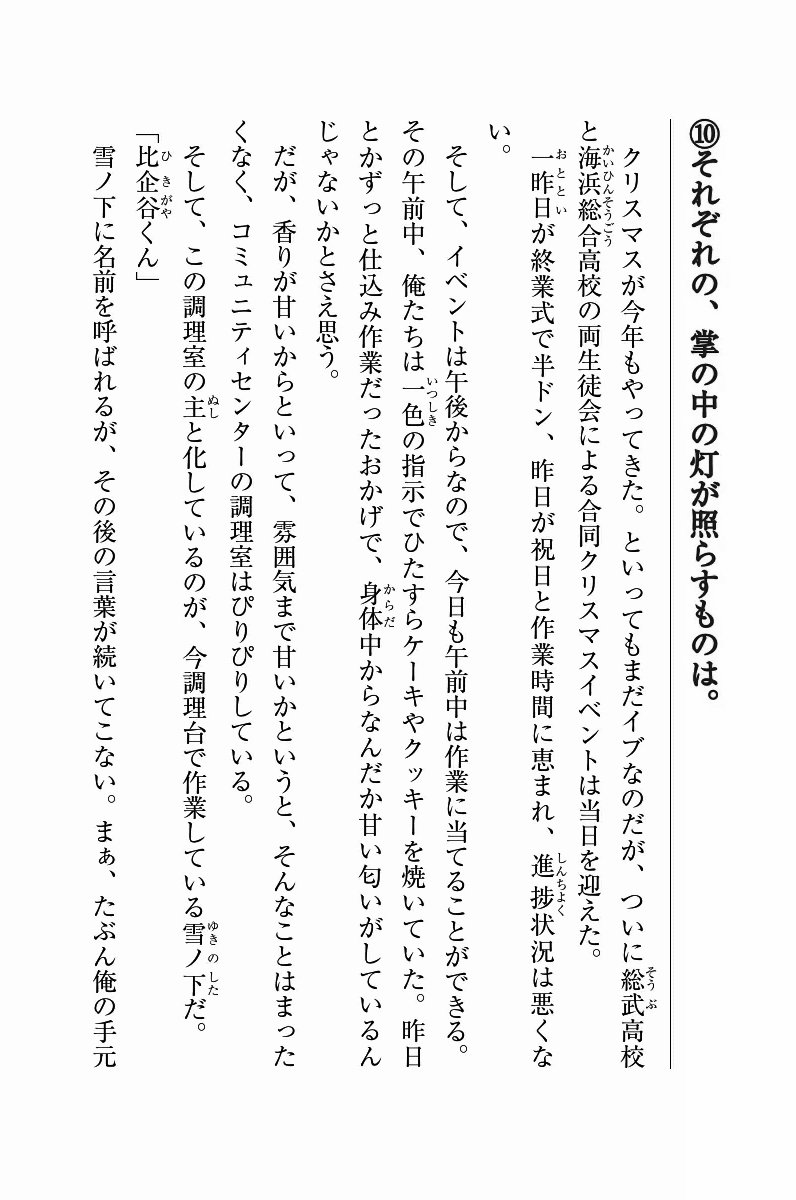 ⑩それぞれの、掌の中の灯が照らすものは。
クリスマスが今年もやってきた。といってもまだイブなのだが、ついに総武高校
と海浜総合高校の両生徒会による合同クリスマスイベントは当日を迎えた。
一昨日が終業式で半ドン、昨日が祝日と作業時間に恵まれ、進捗状況は悪くな
い。
そして、イベントは午後からなので、今日も午前中は作業に当てることができる。
その午前中、俺たちは一色の指示でひたすらケーキやクッキーを焼いていた。昨日
とかずっと仕込み作業だったおかげで、身体中からなんだか甘い匂いがしているん
じゃないかとさえ思う。
だが、香りが甘いからといって、雰囲気まで甘いかというと、そんなことはまった
くなく、コミュニティセンターの調理室はぴりぴりしている。
そして、この調理室の主と化しているのが、今調理台で作業している雪ノ下だ。
「比企谷くん」
雪ノ下に名前を呼ばれるが、その後の言葉が続いてこない。まぁ、たぶん俺の手元